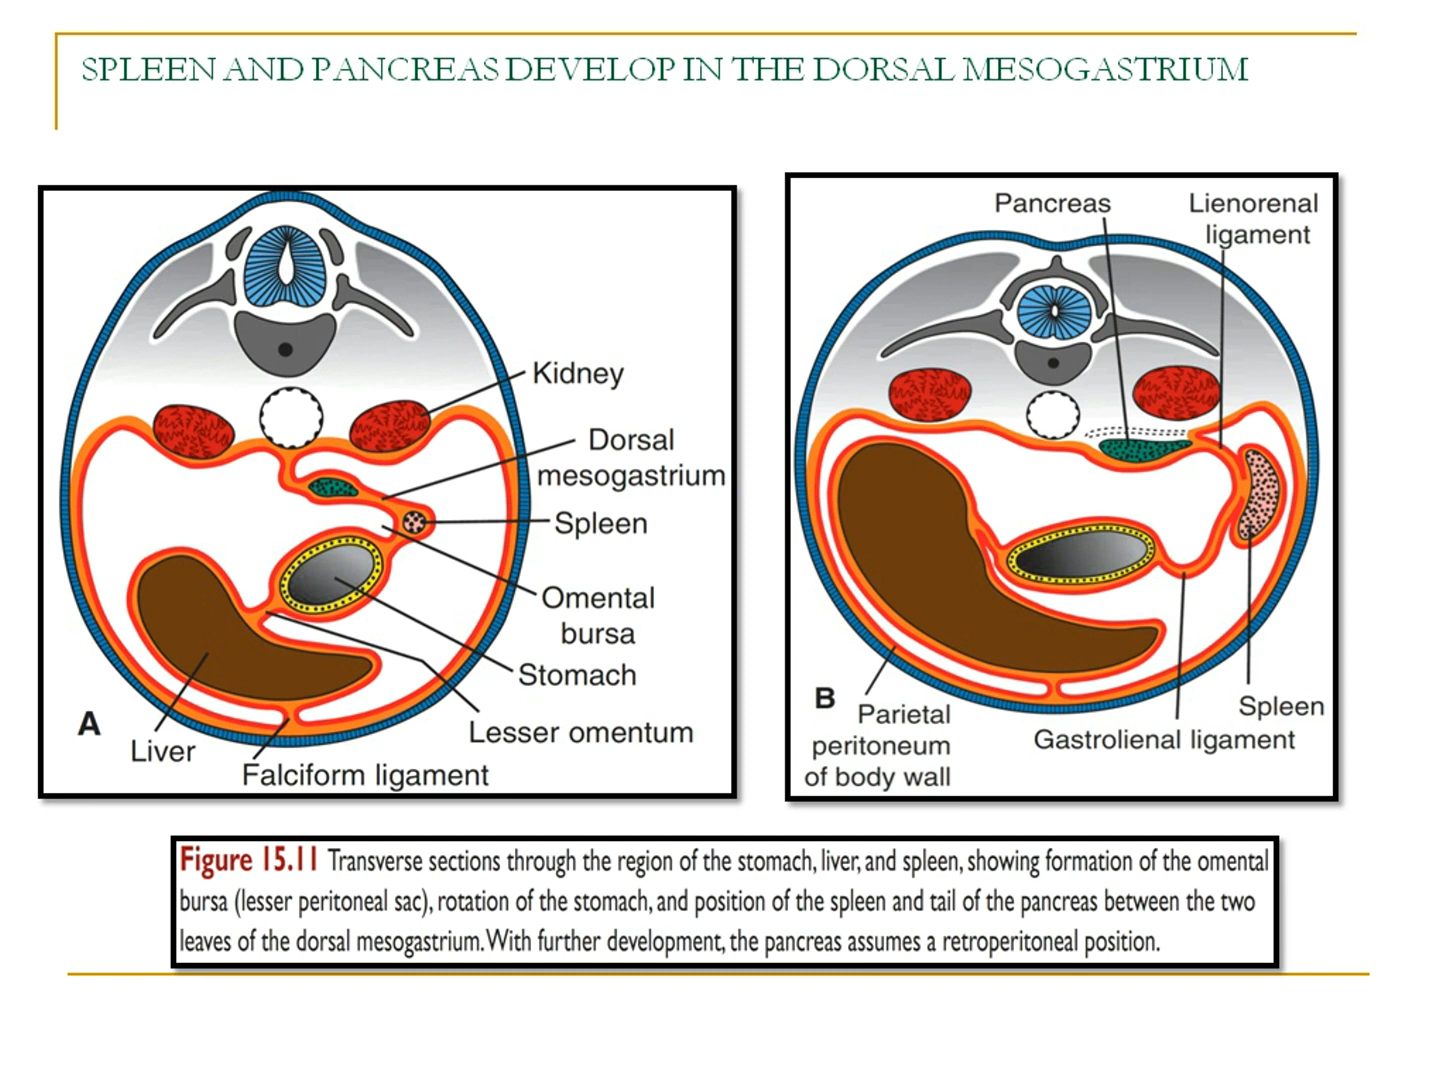 SPLEEN AND PANCREAS DEVELOP IN THE DORSAL MESOGASTRIUM
Kidney
Dorsal
mesogastrium
Spleen
Omental
bursa
Stomach
Lesser omentum
A
Liver
Falciform ligament
Pancreas
Lienorenal
ligament
B
Parietal
peritoneum
of body wall
Spleen
Gastrolienal ligament
Figure 15.11 Transverse sections through the region of the stomach, liver, and spleen, showing formation of the omental
bursa (lesser peritoneal sac), rotation of the stomach, and position of the spleen and tail of the pancreas between the two
leaves of the dorsal mesogastrium. With further development, the pancreas assumes a retroperitoneal position.